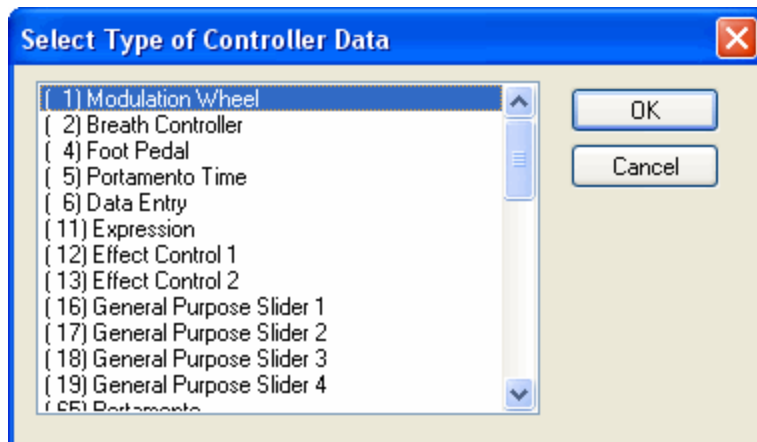 Select Type of Controller Data
( 1) Modulation Wheel
( 2) Breath Controller
( 4) Foot Pedal
( 5) Portamento Time
( 6) Data Entry
( 11) Expression
( 12) Effect Control 1
( 13) Effect Control 2
( 16) General Purpose Slider 1
( 17) General Purpose Slider 2
( 18) General Purpose Slider 3
( 19) General Purpose Slider 4
( 65) Portamento
OK
Cancel